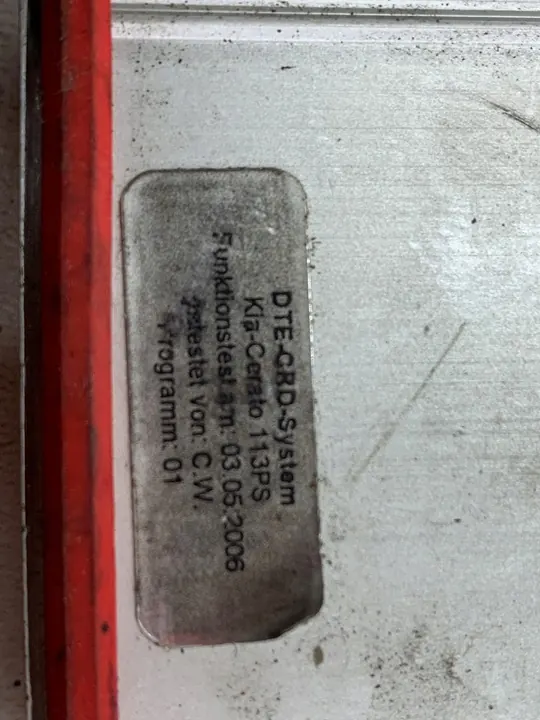 DTE-CRD-System
Kia-Cerato 113PS
Funktionstest am: 03.05.2006
getestet von: C.W.
Programm: 01